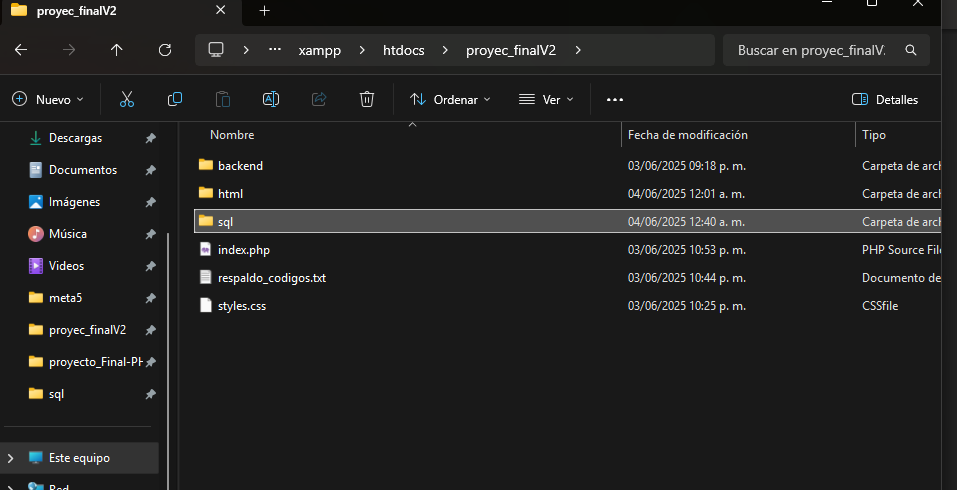 proyec_finalV2
xampp > htdocs > proyec_finalV2 >
Buscar en proyec_finalV2
Nuevo
Ordenar
Ver
Detalles
Nombre
Fecha de modificación
Tipo
Descargas
Documentos
Imágenes
Música
Videos
meta5
proyec_finalV2
proyecto_Final-PH
sql
Este equipo
Red
backend 03/06/2025 09:18 p. m. Carpeta de arch
html 04/06/2025 12:01 a. m. Carpeta de arch
sql 04/06/2025 12:40 a. m. Carpeta de arch
index.php 03/06/2025 10:53 p. m. PHP Source File
respaldo_codigos.txt 03/06/2025 10:44 p. m. Documento de
styles.css 03/06/2025 10:25 p. m. CSSfile